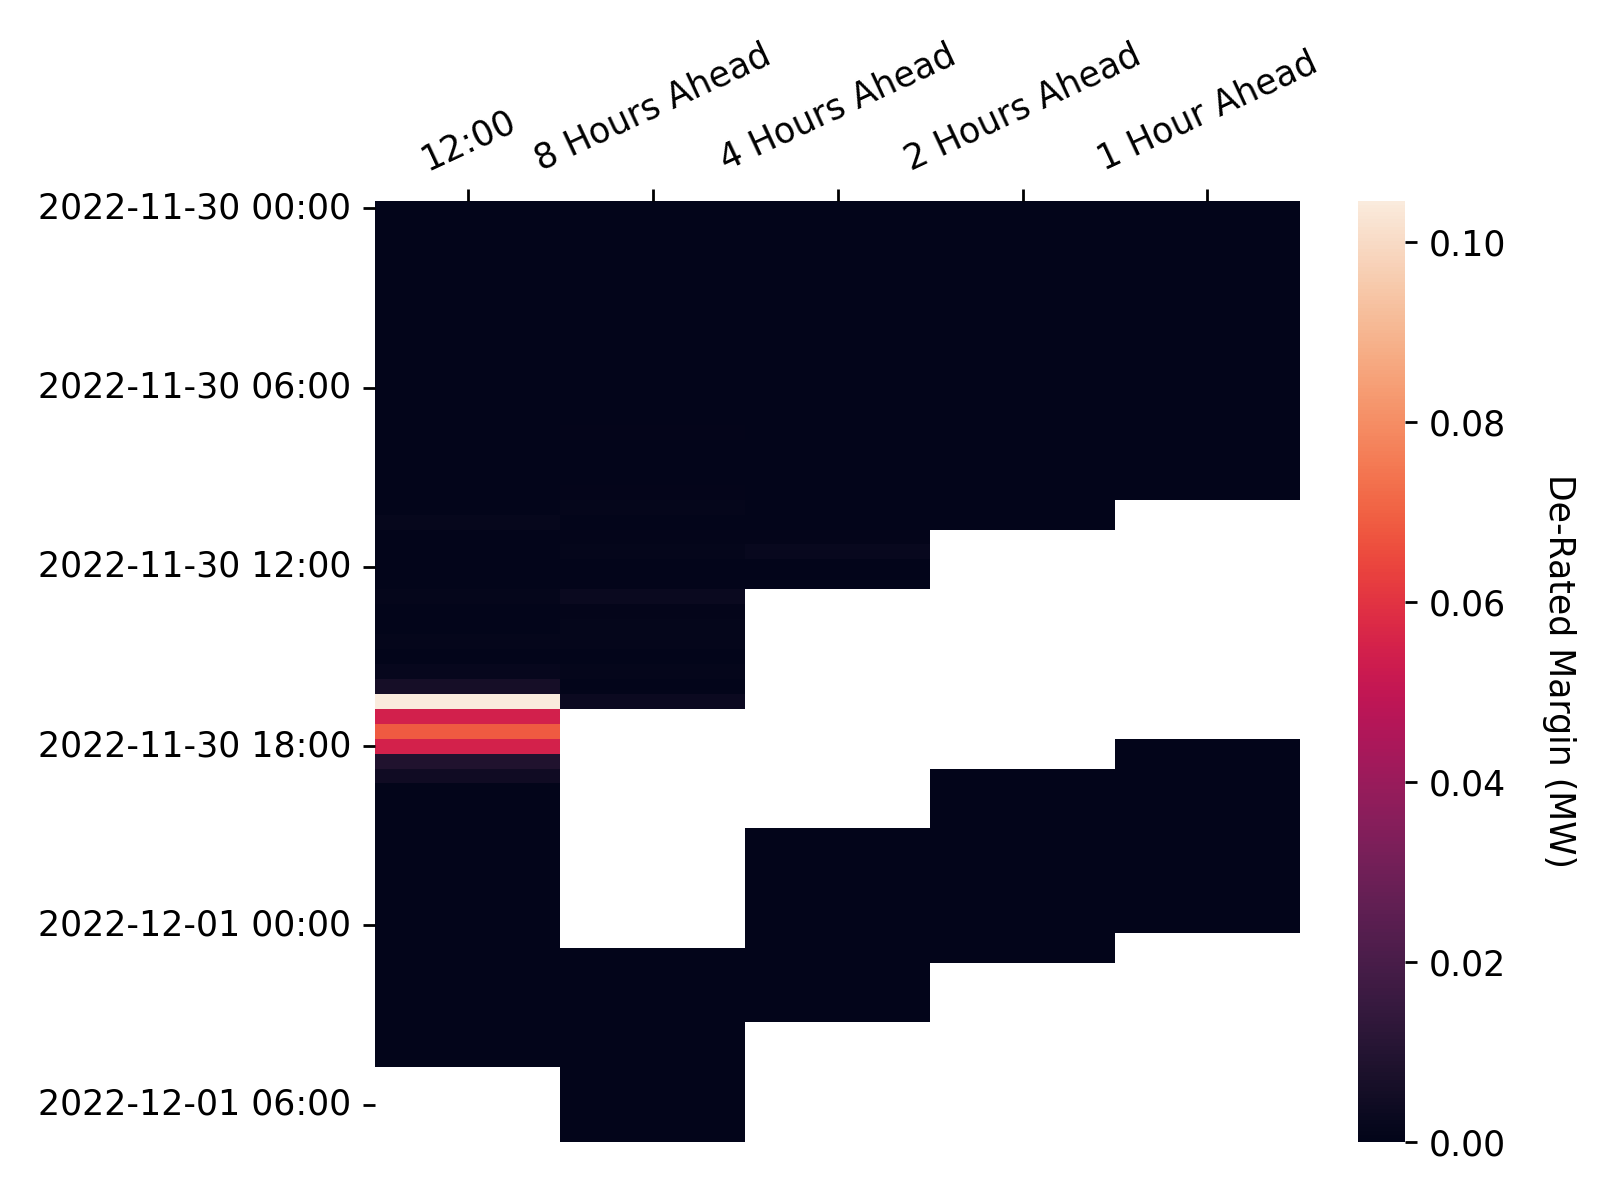 12:00
8 Hours Ahead
4 Hours Ahead
2 Hours Ahead
1 Hour Ahead
2022-11-30 00:00
2022-11-30 06:00
2022-11-30 12:00
2022-11-30 18:00
2022-12-01 00:00
2022-12-01 06:00
0.10
0.08
0.06
0.04
0.02
0.00
De-Rated Margin (MW)